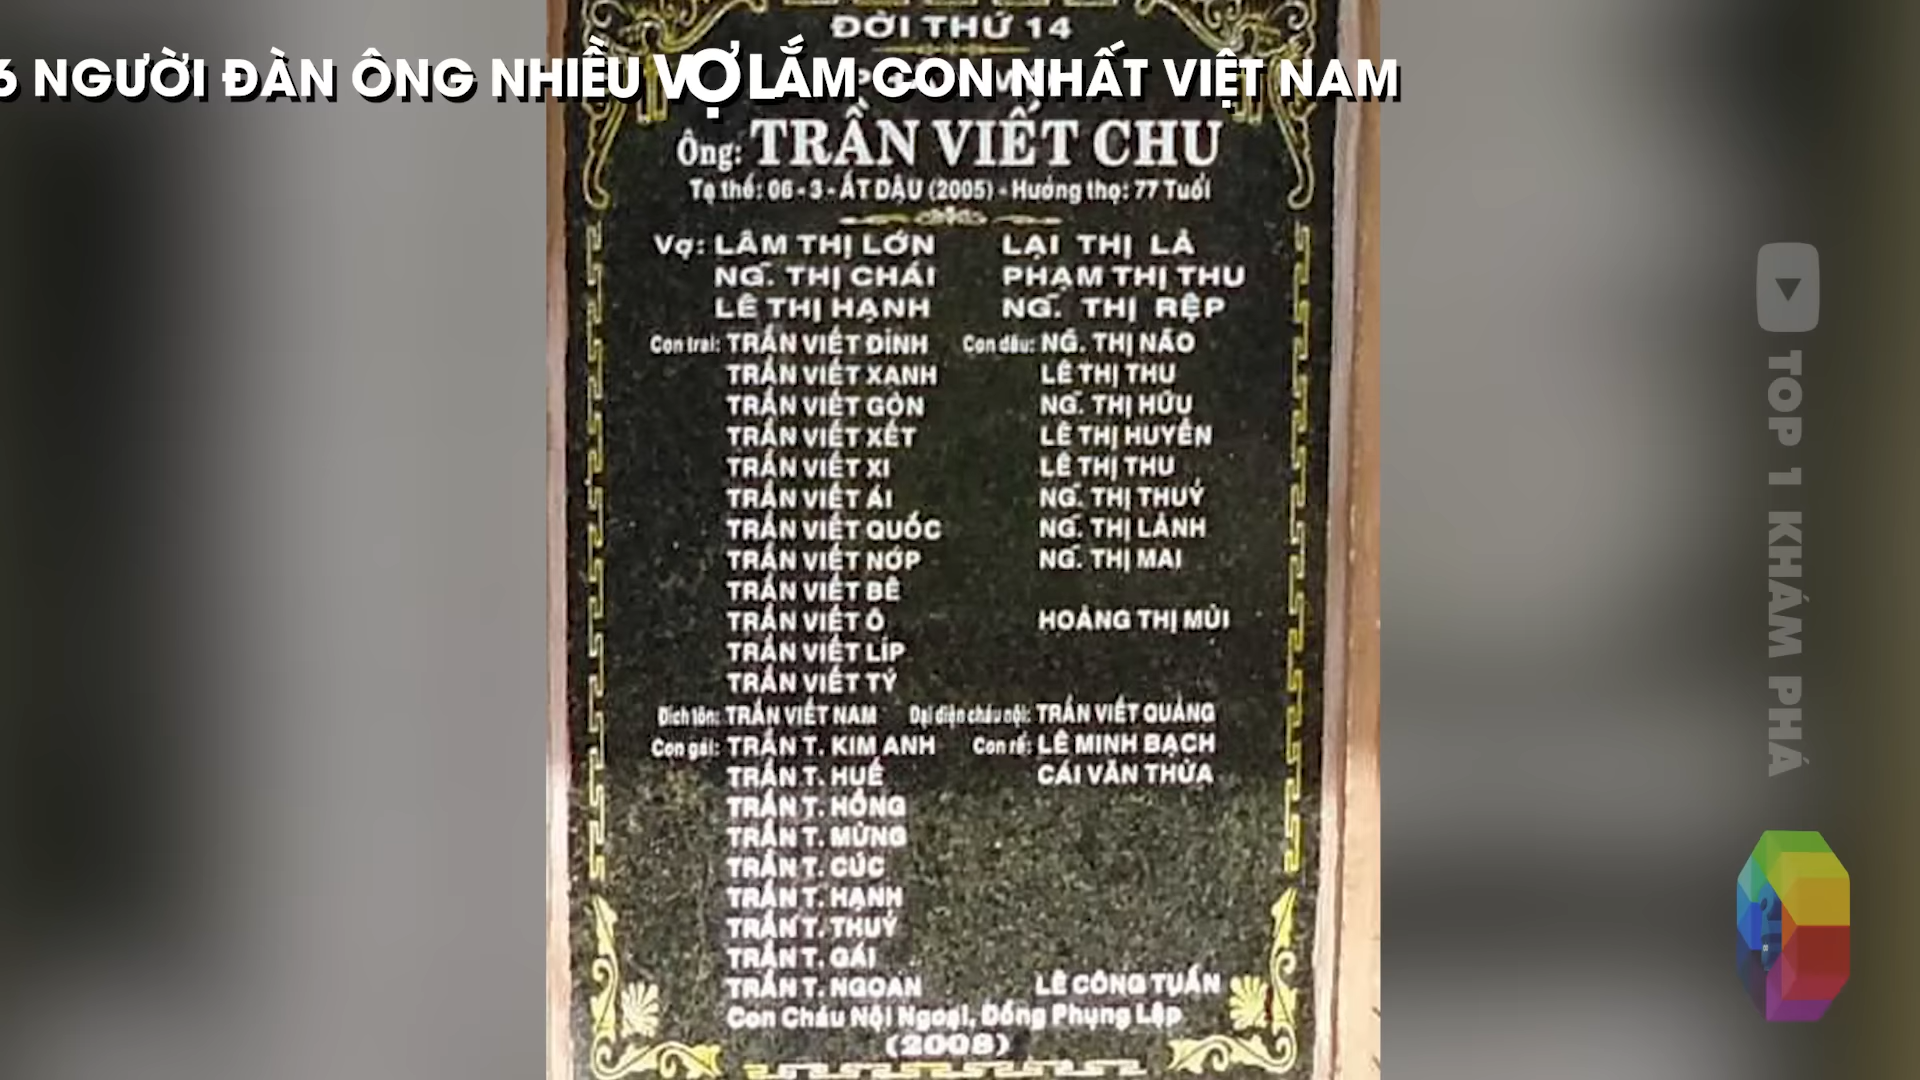 ĐỜI THỨ 14
6 NGƯỜI ĐÀN ÔNG NHIỀU VỢ LẮM CON NHẤT VIỆT NAM
Ông: TRẦN VIẾT CHU
Tạ thế: 06 - 3 - ẤT DẬU (2005) - Hưởng thọ: 77 Tuổi
Vợ: LÂM THỊ LỚN LẠI THỊ LẢ
NG. THỊ CHÁI PHẠM THỊ THU
LÊ THỊ HẠNH NG. THỊ RỆP
Con trai: TRẦN VIẾT ĐỈNH Con dâu: NG. THỊ NÃO
TRẦN VIẾT XANH LÊ THỊ THU
TRẦN VIẾT GÒN NG. THỊ HỮU
TRẦN VIẾT XẾT LÊ THỊ HUYỀN
TRẦN VIẾT XI LÊ THỊ THU
TRẦN VIẾT ÁI NG. THỊ THUỶ
TRẦN VIẾT QUỐC NG. THỊ LÀNH
TRẦN VIẾT NỚP NG. THỊ MAI
TRẦN VIẾT BÊ
TRẦN VIẾT Ô HOÀNG THỊ MÙI
TRẦN VIẾT LÍP
TRẦN VIẾT TÝ
Đích tôn: TRẦN VIẾT NAM Đại diện cháu nội: TRẦN VIẾT QUẢNG
Con gái: TRẦN T. KIM ANH Con rể: LÊ MINH BẠCH
TRẦN T. HUẾ CÁI VĂN THỪA
TRẦN T. HỒNG
TRẦN T. MỪNG
TRẦN T. CÚC
TRẦN T. HẠNH
TRẦN T. THUỶ
TRẦN T. GÁI
TRẦN T. NGOAN LÊ CÔNG TUẤN
Con Cháu Nội Ngoại, Đồng Phụng Lập
(2008)
TOP 1 KHÁM PHÁ